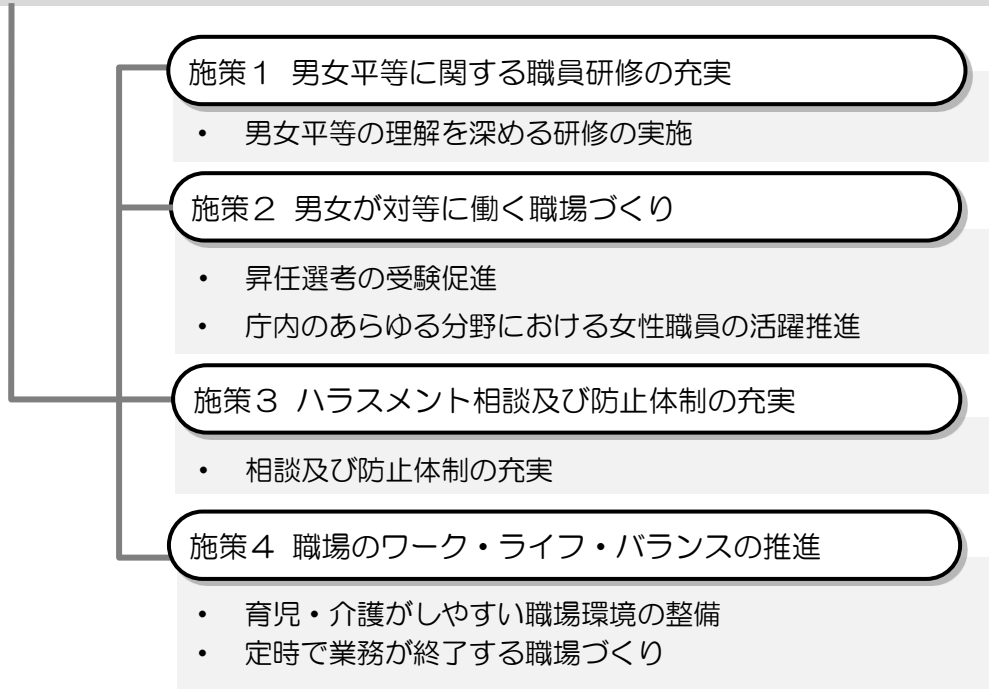 施策１ 男女平等に関する職員研修の充実
・ 男女平等の理解を深める研修の実施
施策２ 男女が対等に働く職場づくり
・ 昇任選考の受験促進
・ 庁内のあらゆる分野における女性職員の活躍推進
施策３ ハラスメント相談及び防止体制の充実
・ 相談及び防止体制の充実
施策４ 職場のワーク・ライフ・バランスの推進
・ 育児・介護がしやすい職場環境の整備
・ 定時で業務が終了する職場づくり